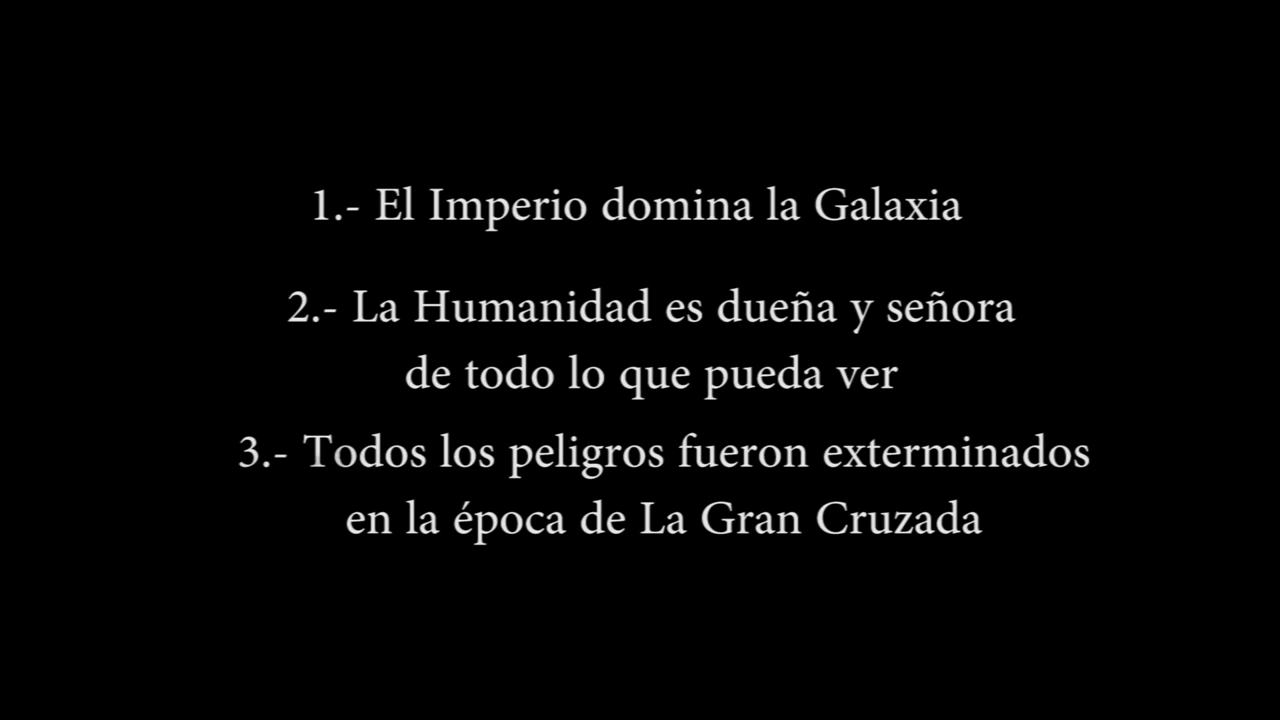 1.- El Imperio domina la Galaxia
2.- La Humanidad es dueña y señora
de todo lo que pueda ver
3.- Todos los peligros fueron exterminados
en la época de La Gran Cruzada